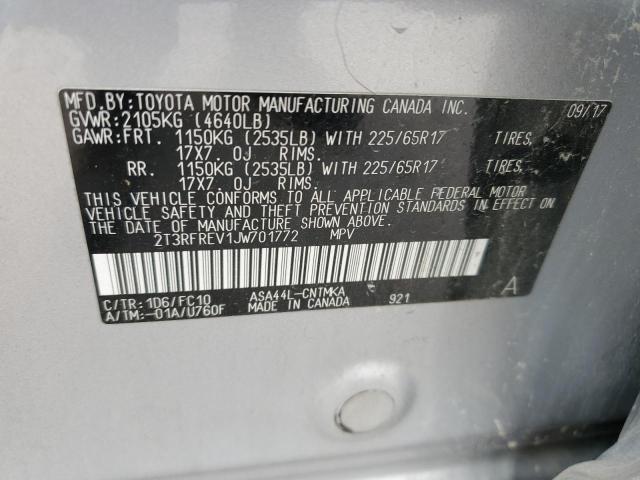 MFD.BY:TOYOTA MOTOR MANUFACTURING CANADA INC. 09/17
GVWR:2105KG (4640LB)
GAWR:FRT. 1150KG (2535LB) WITH 225/65R17 TIRES,
17X7.0J RIMS.
RR. 1150KG (2535LB) WITH 225/65R17 TIRES,
17X7.0J RIMS.
THIS VEHICLE CONFORMS TO ALL APPLICABLE FEDERAL MOTOR
VEHICLE SAFETY AND THEFT PREVENTION STANDARDS IN EFFECT ON
THE DATE OF MANUFACTURE SHOWN ABOVE.
2T3RFREV1JW701772 MPV
C/TR: 1D6/FC10 ASA44L-CNTMKA 921 A
A/TM:-01A/U760F MADE IN CANADA